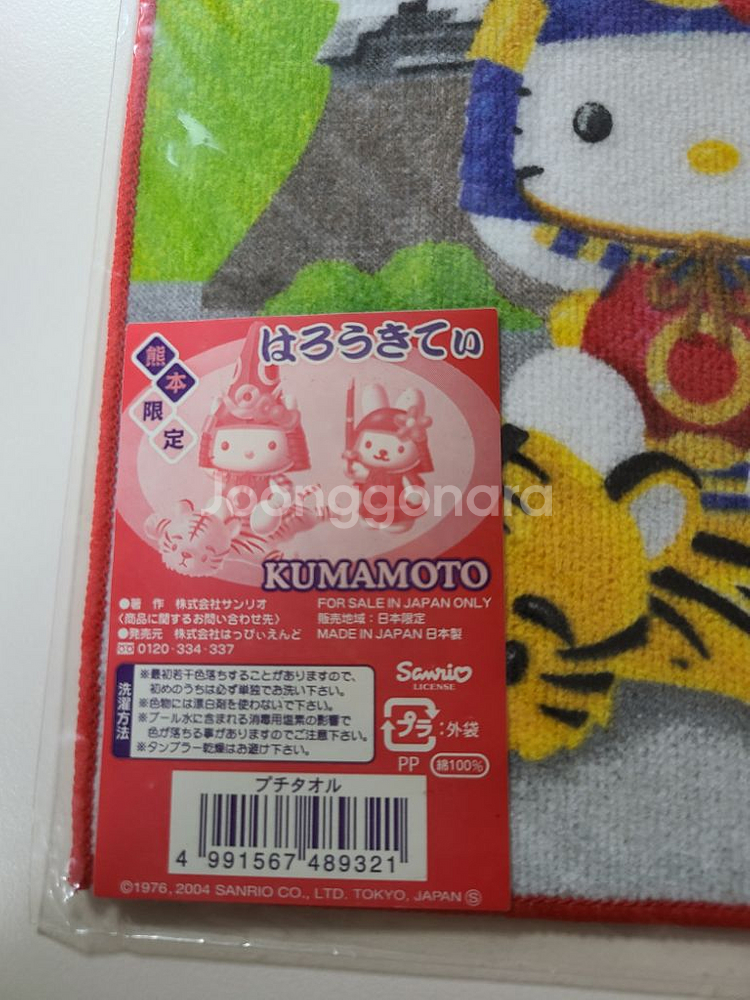 熊本限定
はろうきてぃ
Joonggonara
KUMAMOTO
●著 作 株式会社サンリオ
〈商品に関するお問い合わせ先〉
●発売元 株式会社はっぴぃえんど
0120・334・337
FOR SALE IN JAPAN ONLY
販売地域：日本限定
MADE IN JAPAN 日本製
洗濯方法
※最初若干色落ちすることがありますので、
初めのうちは必ず単独でお洗い下さい。
※色物には漂白剤を使わないで下さい。
※プール水に含まれる消毒用塩素の影響で
色が落ちる事がありますのでご注意下さい。
※タンブラー乾燥はお避け下さい。
Sanrio
LICENSE
プラ：外袋
PP 綿100%
プチタオル
4 991567 489321
©1976, 2004 SANRIO CO., LTD. TOKYO, JAPAN Ⓢ